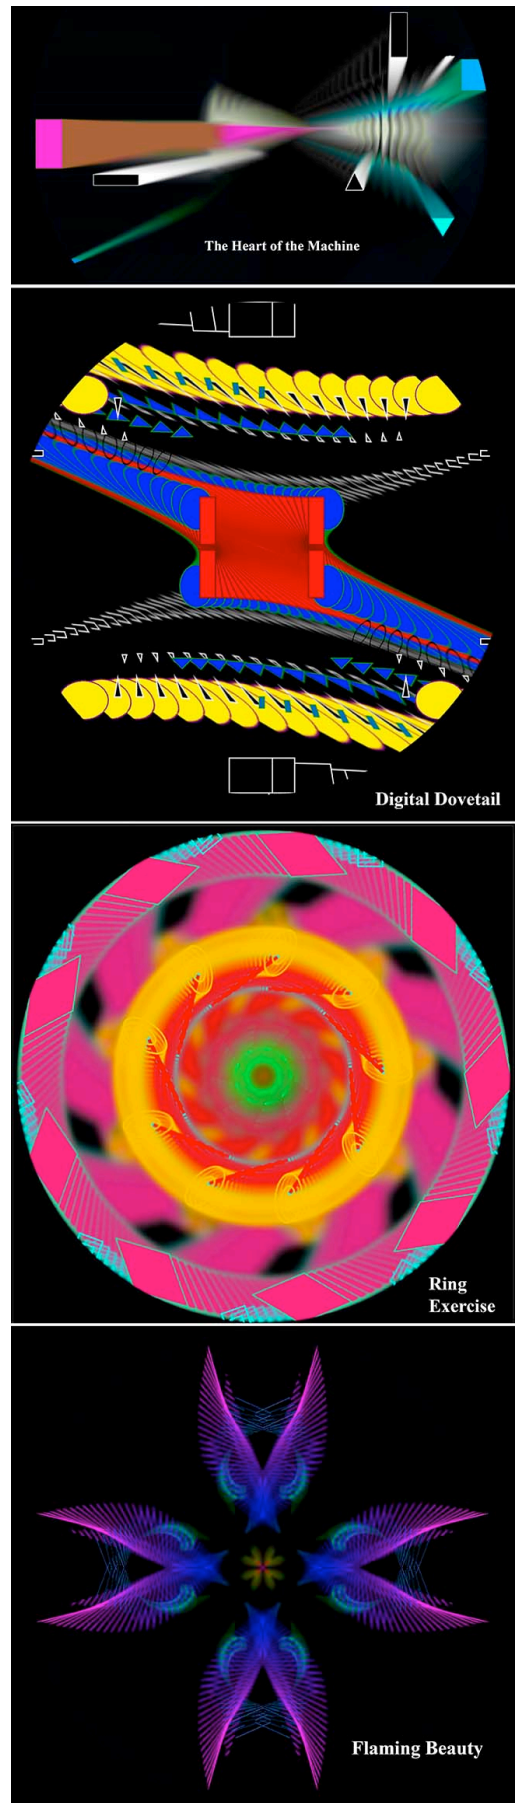 The Heart of the Machine
Digital Dovetail
Ring
Exercise
Flaming Beauty